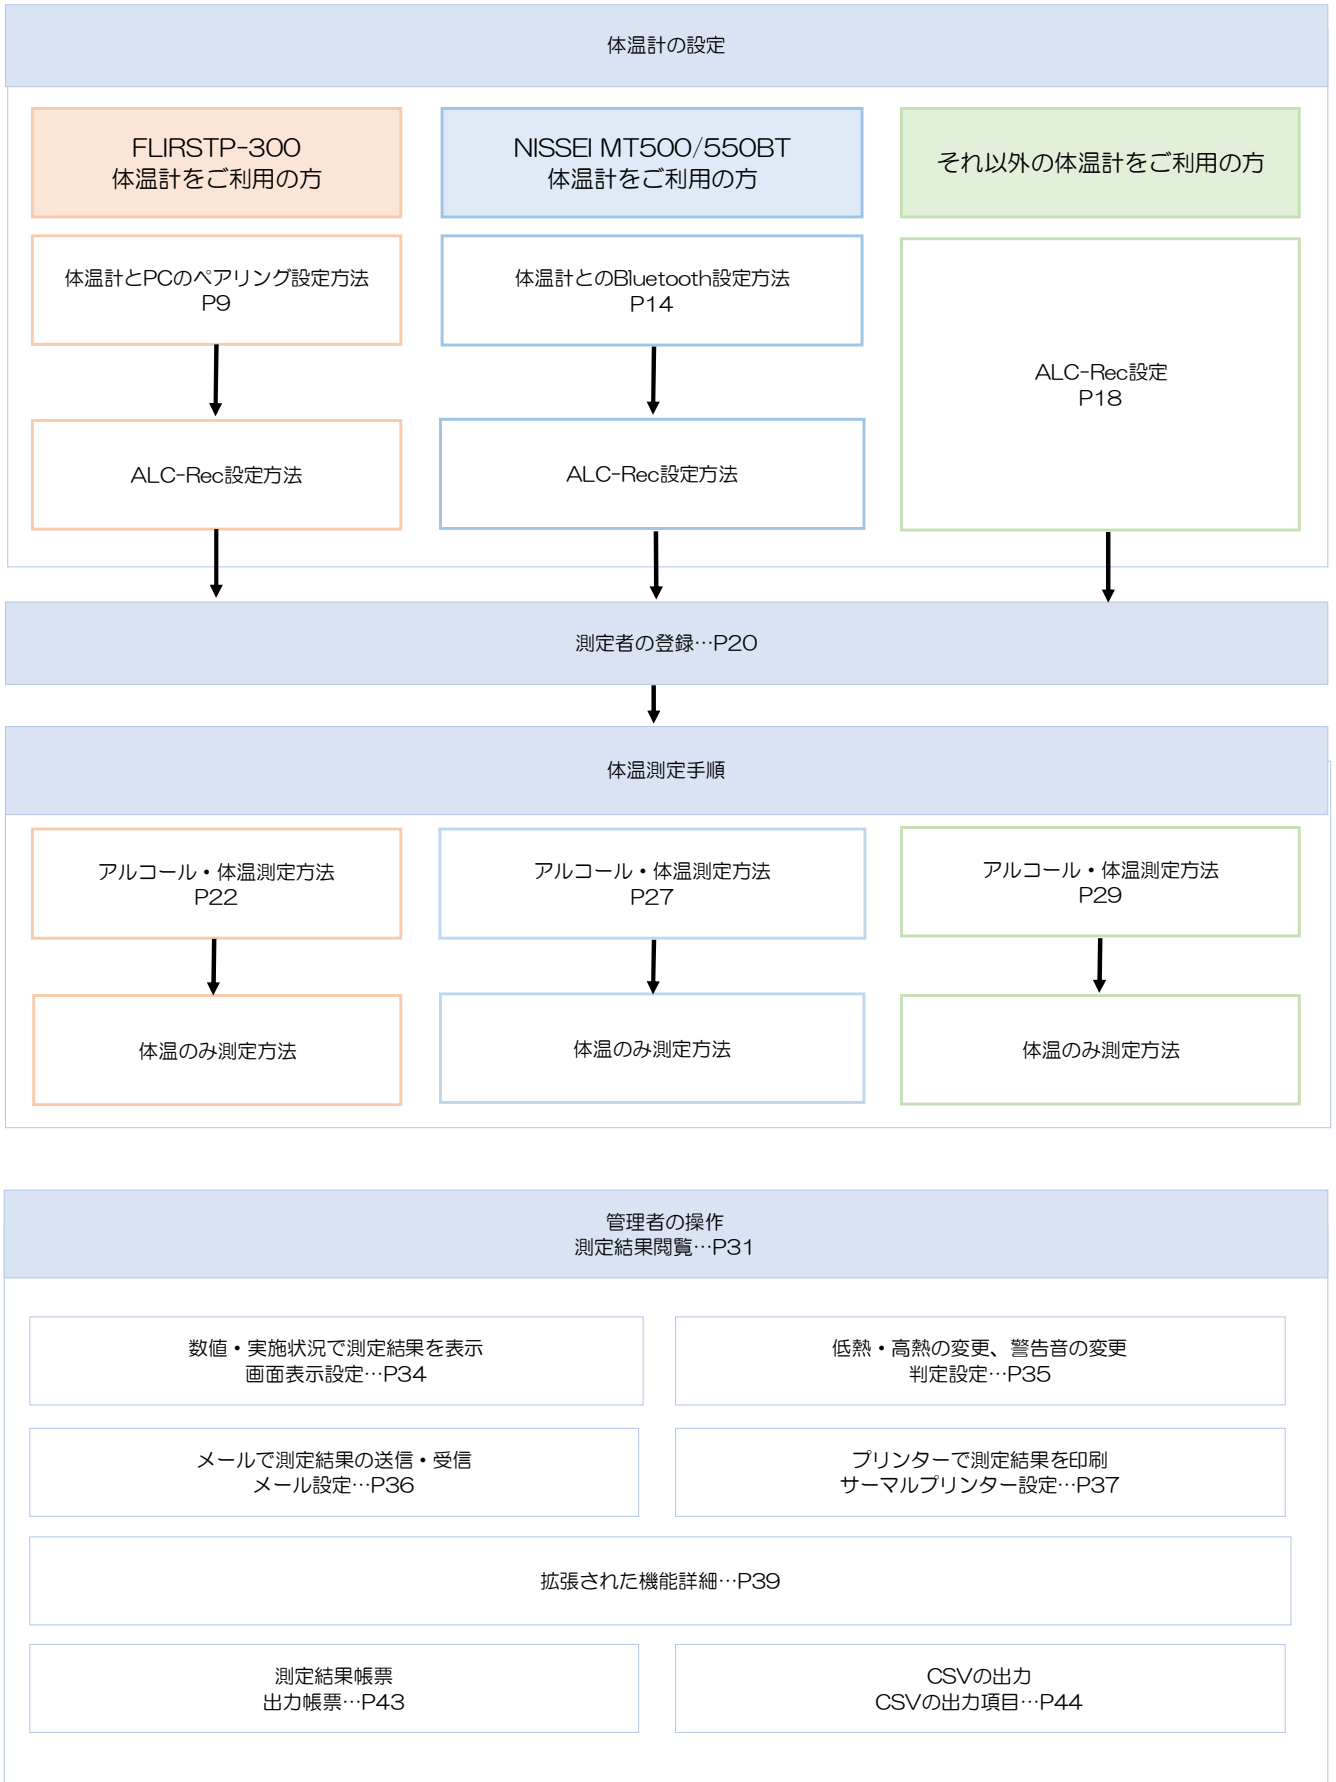 体温計の設定
FLIRSTP-300
体温計をご利用の方
NISSEI MT500/550BT
体温計をご利用の方
それ以外の体温計をご利用の方
体温計とPCのペアリング設定方法
P9
体温計とのBluetooth設定方法
P14
ALC-Rec設定
P18
ALC-Rec設定方法
ALC-Rec設定方法
測定者の登録…P20
体温測定手順
アルコール・体温測定方法
P22
アルコール・体温測定方法
P27
アルコール・体温測定方法
P29
体温のみ測定方法
体温のみ測定方法
体温のみ測定方法
管理者の操作
測定結果閲覧…P31
数値・実施状況で測定結果を表示
画面表示設定…P34
低熱・高熱の変更、警告音の変更
判定設定…P35
メールで測定結果の送信・受信
メール設定…P36
プリンターで測定結果を印刷
サーマルプリンター設定…P37
拡張された機能詳細…P39
測定結果帳票
出力帳票…P43
CSVの出力
CSVの出力項目…P44